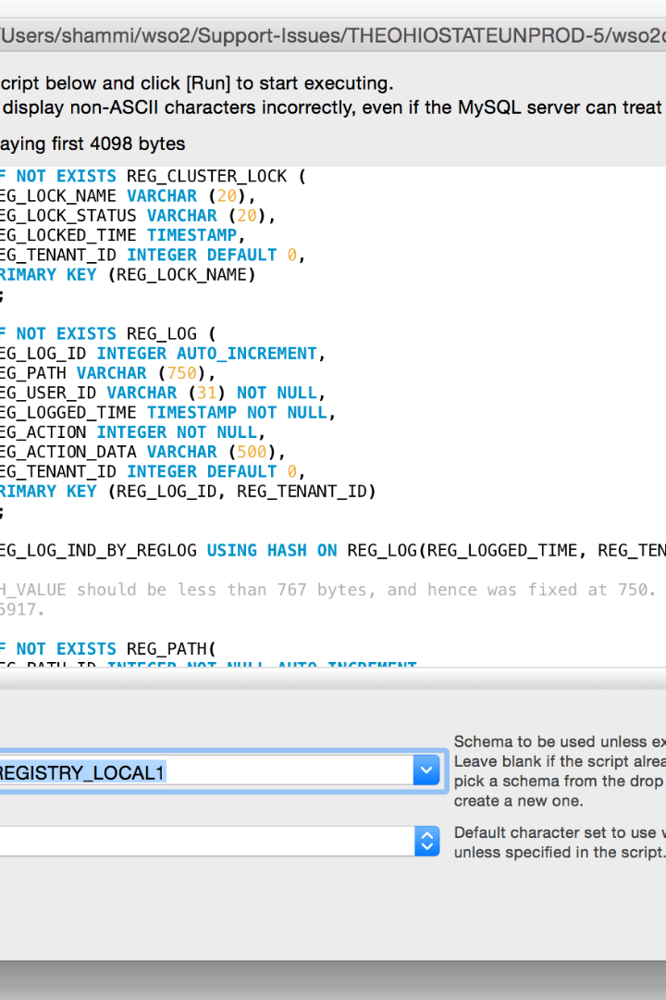 /Users/shammi/wso2/Support-Issues/THEOHIOSTATEUNPROD-5/wso2
cript below and click [Run] to start executing.
display non-ASCII characters incorrectly, even if the MySQL server can treat
aying first 4098 bytes
F NOT EXISTS REG_CLUSTER_LOCK (
EG_LOCK_NAME VARCHAR (20),
EG_LOCK_STATUS VARCHAR (20),
EG_LOCKED_TIME TIMESTAMP,
EG_TENANT_ID INTEGER DEFAULT 0,
RIMARY KEY (REG_LOCK_NAME)
;
F NOT EXISTS REG_LOG (
EG_LOG_ID INTEGER AUTO_INCREMENT,
EG_PATH VARCHAR (750),
EG_USER_ID VARCHAR (31) NOT NULL,
EG_LOGGED_TIME TIMESTAMP NOT NULL,
EG_ACTION INTEGER NOT NULL,
EG_ACTION_DATA VARCHAR (500),
EG_TENANT_ID INTEGER DEFAULT 0,
RIMARY KEY (REG_LOG_ID, REG_TENANT_ID)
;
EG_LOG_IND_BY_REGLOG USING HASH ON REG_LOG(REG_LOGGED_TIME, REG_TEN
H_VALUE should be less than 767 bytes, and hence was fixed at 750.
5917.
F NOT EXISTS REG_PATH(
EG_PATH_ID INTEGER NOT NULL AUTO_INCREMENT
Schema to be used unless ex
REGISTRY_LOCAL1
Leave blank if the script alrea
pick a schema from the drop
create a new one.
Default character set to use w
unless specified in the script.